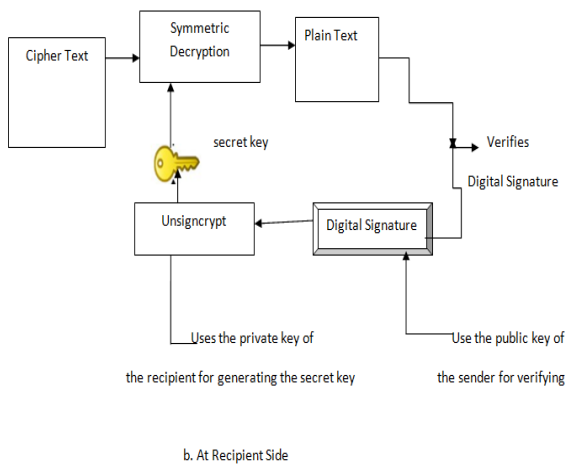 Cipher Text
Symmetric
Decryption
Plain Text
secret key
Verifies
Digital Signature
Unsigncrypt
Digital Signature
Uses the private key of
the recipient for generating the secret key
Use the public key of
the sender for verifying
b. At Recipient Side